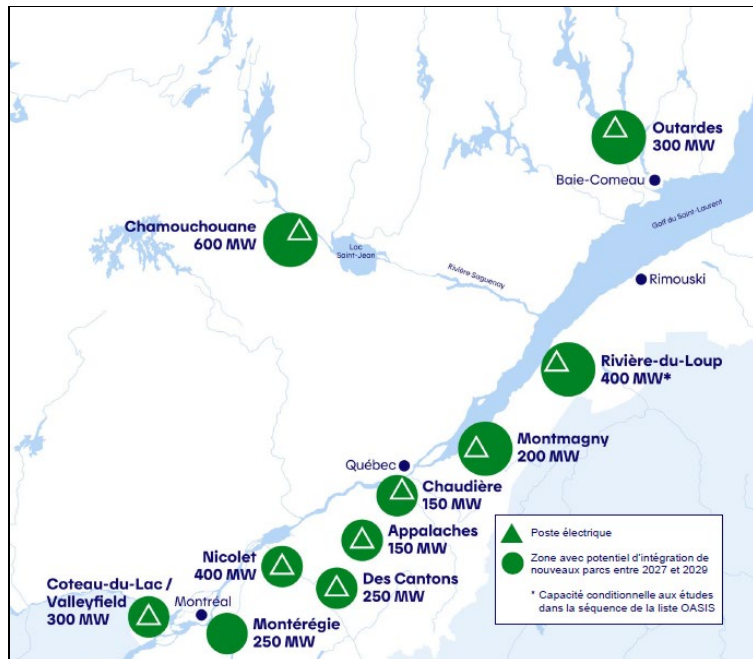 Outardes
300 MW
Baie-Comeau
Golf du Saint-Laurent
Chamouchouane
600 MW
Lac
Saint-Jean
Rivière Saguenay
Rimouski
Rivière-du-Loup
400 MW*
Montmagny
200 MW
Québec
Chaudière
150 MW
Appalaches
150 MW
Nicolet
400 MW
Des Cantons
250 MW
Coteau-du-Lac /
Valleyfield
300 MW
Montréal
Montérégie
250 MW
Poste électrique
Zone avec potentiel d'intégration de
nouveaux parcs entre 2027 et 2029
* Capacité conditionnelle aux études
dans la séquence de la liste OASIS